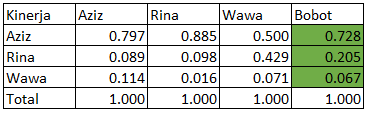 Kinerja Aziz Rina Wawa Bobot
Aziz 0.797 0.885 0.500 0.728
Rina 0.089 0.098 0.429 0.205
Wawa 0.114 0.016 0.071 0.067
Total 1.000 1.000 1.000 1.000